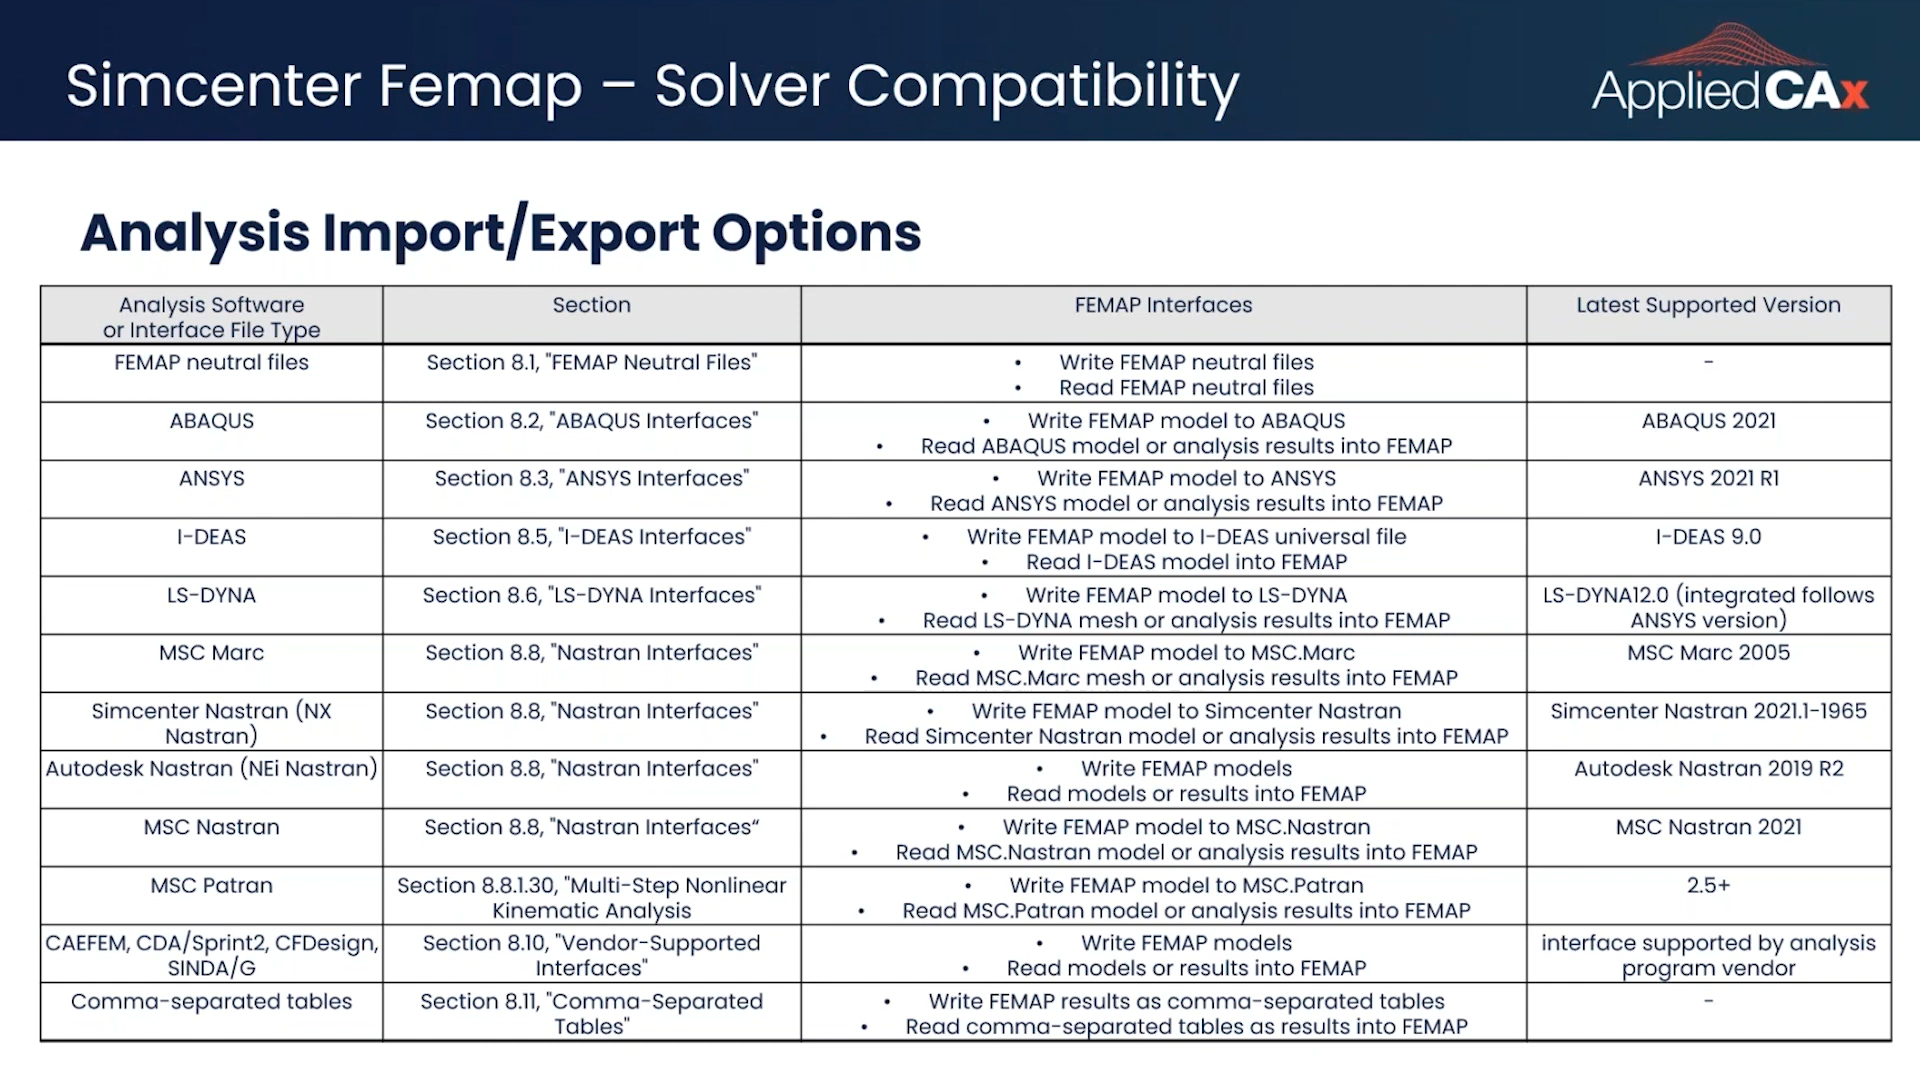 Simcenter Femap – Solver Compatibility
AppliedCAx
Analysis Import/Export Options
Analysis Software
or Interface File Type
Section
FEMAP Interfaces
Latest Supported Version
FEMAP neutral files
Section 8.1, "FEMAP Neutral Files"
• Write FEMAP neutral files
• Read FEMAP neutral files
-
ABAQUS
Section 8.2, "ABAQUS Interfaces"
• Write FEMAP model to ABAQUS
• Read ABAQUS model or analysis results into FEMAP
ABAQUS 2021
ANSYS
Section 8.3, "ANSYS Interfaces"
• Write FEMAP model to ANSYS
• Read ANSYS model or analysis results into FEMAP
ANSYS 2021 R1
I-DEAS
Section 8.5, "I-DEAS Interfaces"
• Write FEMAP model to I-DEAS universal file
• Read I-DEAS model into FEMAP
I-DEAS 9.0
LS-DYNA
Section 8.6, "LS-DYNA Interfaces"
• Write FEMAP model to LS-DYNA
• Read LS-DYNA mesh or analysis results into FEMAP
LS-DYNA12.0 (integrated follows
ANSYS version)
MSC Marc
Section 8.8, "Nastran Interfaces"
• Write FEMAP model to MSC.Marc
• Read MSC.Marc mesh or analysis results into FEMAP
MSC Marc 2005
Simcenter Nastran (NX
Nastran)
Section 8.8, "Nastran Interfaces"
• Write FEMAP model to Simcenter Nastran
• Read Simcenter Nastran model or analysis results into FEMAP
Simcenter Nastran 2021.1-1965
Autodesk Nastran (NEi Nastran)
Section 8.8, "Nastran Interfaces"
• Write FEMAP models
• Read models or results into FEMAP
Autodesk Nastran 2019 R2
MSC Nastran
Section 8.8, "Nastran Interfaces“
• Write FEMAP model to MSC.Nastran
• Read MSC.Nastran model or analysis results into FEMAP
MSC Nastran 2021
MSC Patran
Section 8.8.1.30, "Multi-Step Nonlinear
Kinematic Analysis
• Write FEMAP model to MSC.Patran
• Read MSC.Patran model or analysis results into FEMAP
2.5+
CAEFEM, CDA/Sprint2, CFDesign,
SINDA/G
Section 8.10, "Vendor-Supported
Interfaces"
• Write FEMAP models
• Read models or results into FEMAP
interface supported by analysis
program vendor
Comma-separated tables
Section 8.11, "Comma-Separated
Tables"
• Write FEMAP results as comma-separated tables
• Read comma-separated tables as results into FEMAP
-